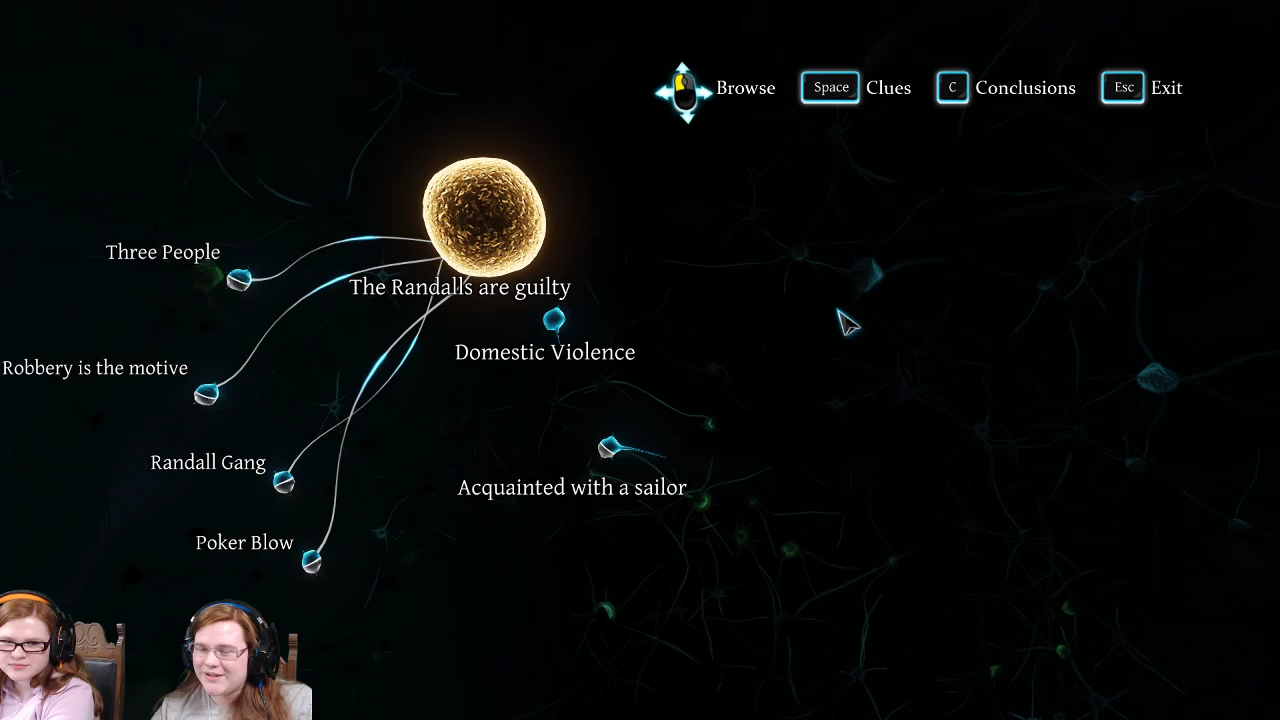 Browse
Space
Clues
C
Conclusions
Esc
Exit
Three People
The Randalls are guilty
Domestic Violence
Robbery is the motive
Randall Gang
Acquainted with a sailor
Poker Blow